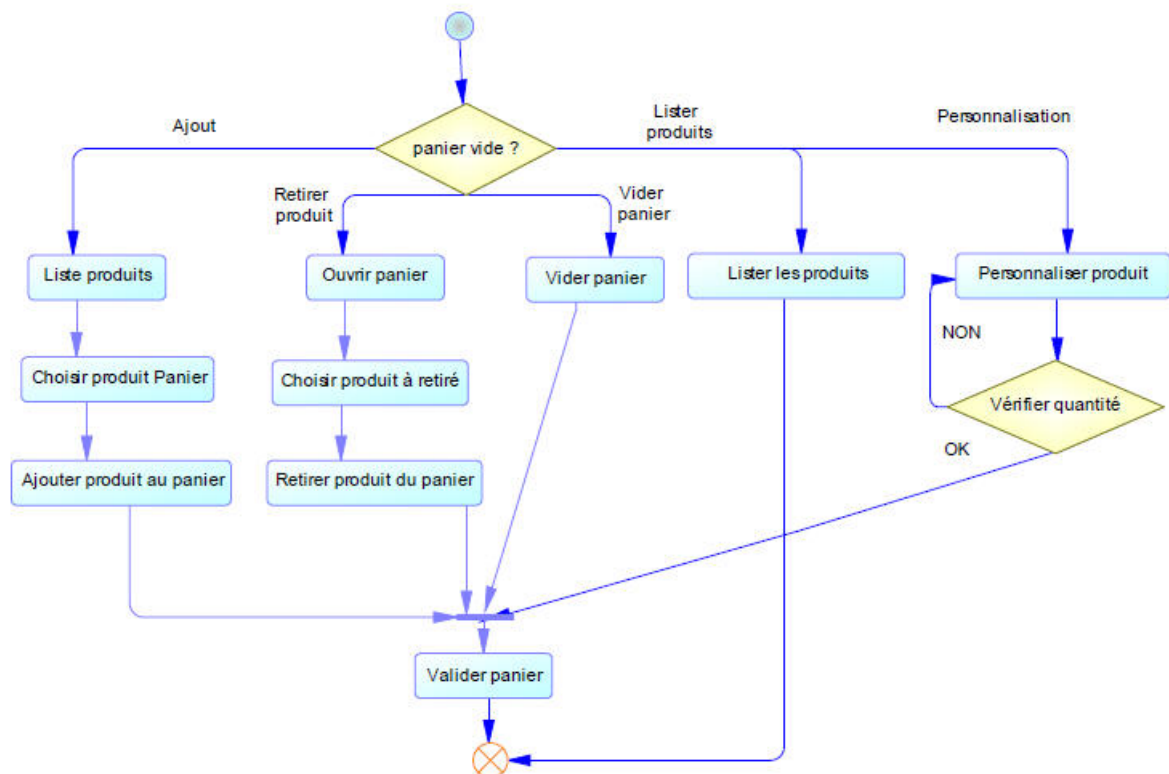 Lister
produits
Personnalisation
Ajout
panier vide ?
Retirer
produit
Vider
panier
Liste produits
Ouvrir panier
Vider panier
Lister les produits
Personnaliser produit
NON
Choisir produit Panier
Choisir produit à retiré
Vérifier quantité
OK
Ajouter produit au panier
Retirer produit du panier
Valider panier